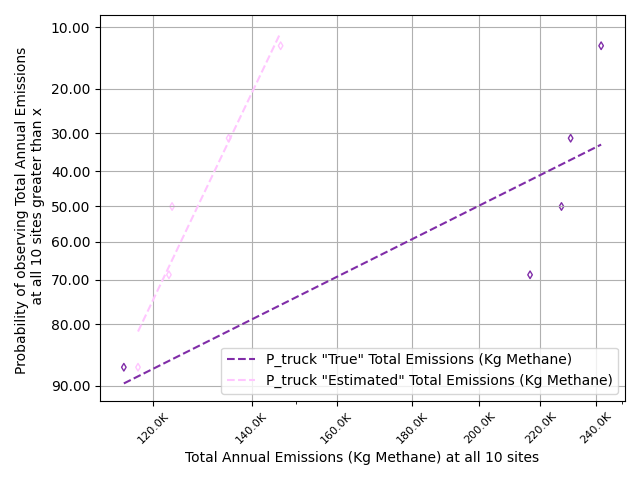 10.00
20.00
30.00
40.00
50.00
60.00
70.00
80.00
90.00
Probability of observing Total Annual Emissions
at all 10 sites greater than x
P_truck "True" Total Emissions (Kg Methane)
P_truck "Estimated" Total Emissions (Kg Methane)
120.0K
140.0K
160.0K
180.0K
200.0K
220.0K
240.0K
Total Annual Emissions (Kg Methane) at all 10 sites